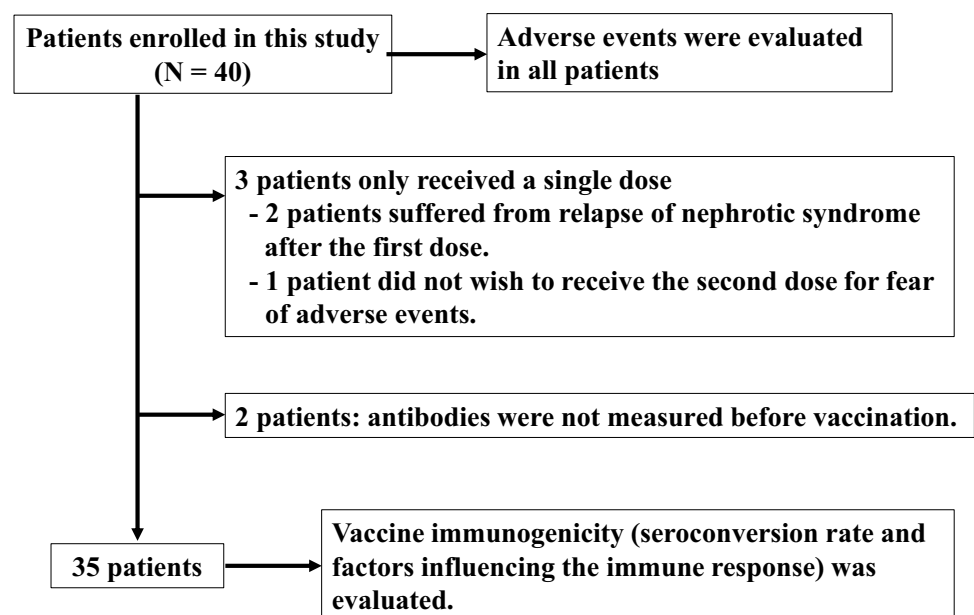 Patients enrolled in this study
(N = 40)
Adverse events were evaluated
in all patients
3 patients only received a single dose
- 2 patients suffered from relapse of nephrotic syndrome
after the first dose.
- 1 patient did not wish to receive the second dose for fear
of adverse events.
2 patients: antibodies were not measured before vaccination.
35 patients
Vaccine immunogenicity (seroconversion rate and
factors influencing the immune response) was
evaluated.